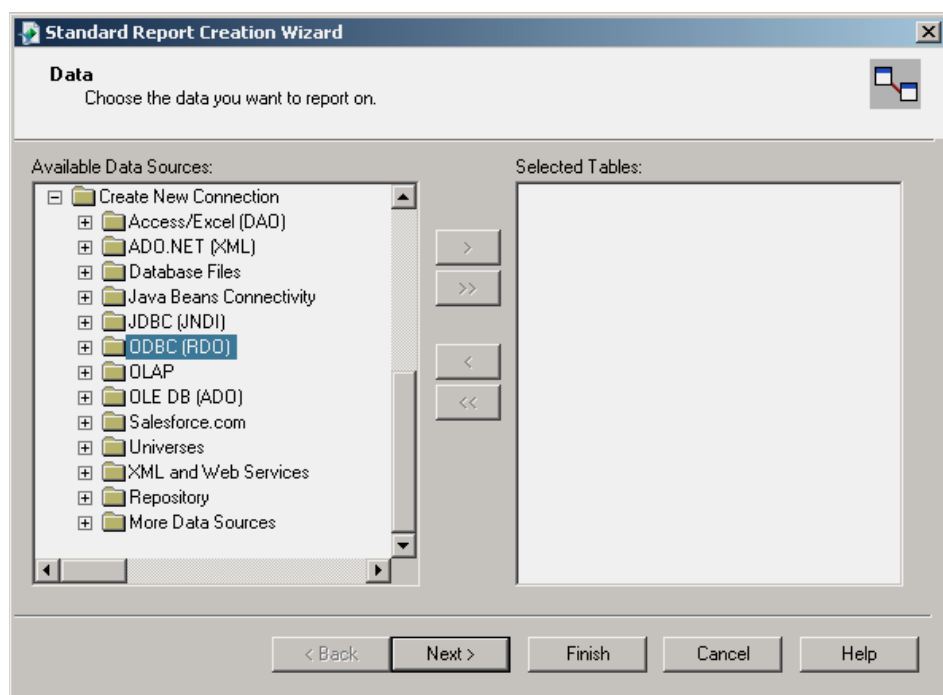 Standard Report Creation Wizard
Data
Choose the data you want to report on.
Available Data Sources:
Selected Tables:
Create New Connection
Access/Excel (DAO)
ADO.NET (XML)
Database Files
Java Beans Connectivity
JDBC (JNDI)
ODBC (RDO)
OLAP
OLE DB (ADO)
Salesforce.com
Universes
XML and Web Services
Repository
More Data Sources
>
>>
<
<<
< Back
Next >
Finish
Cancel
Help